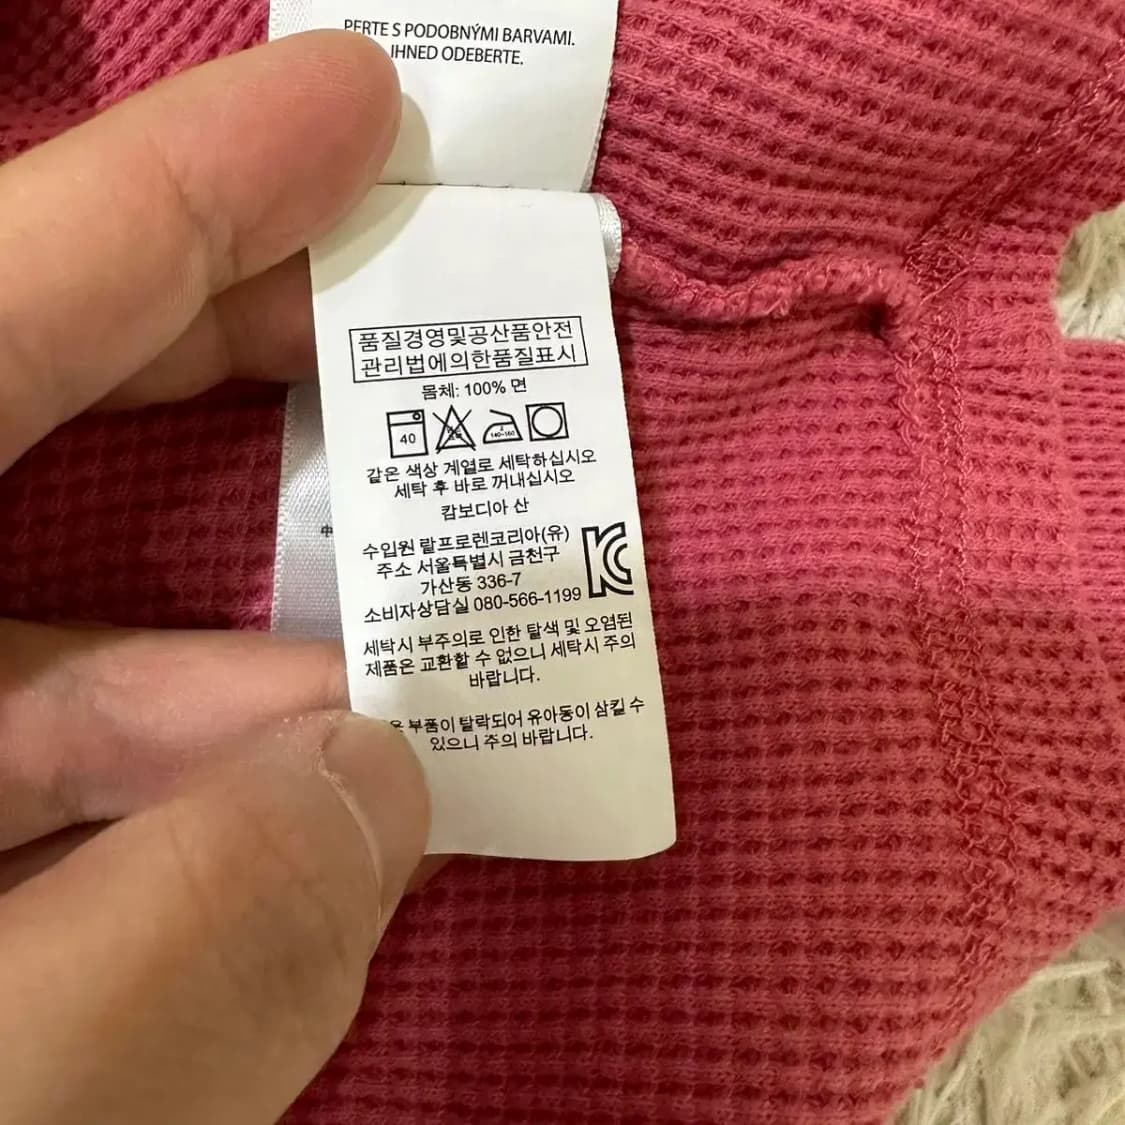 PERTE S PODOBNÝMI BARVAMI.
IHNED ODEBERTE.
품질경영및공산품안전
관리법에의한품질표시
몸체: 100% 면
40
140~160
같은 색상 계열로 세탁하십시오
세탁 후 바로 꺼내십시오
캄보디아 산
中
수입원 랄프로렌코리아(유)
주소 서울특별시 금천구
가산동 336-7
소비자상담실 080-566-1199
세탁시 부주의로 인한 탈색 및 오염된
제품은 교환할 수 없으니 세탁시 주의
바랍니다.
은 부품이 탈락되어 유아동이 삼킬 수
있으니 주의 바랍니다.